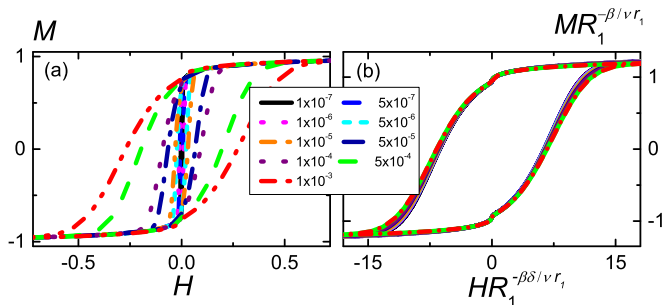 M
MR₁^{-β/νr₁}
(a)
(b)
1x10⁻⁷ 5x10⁻⁷
1x10⁻⁶ 5x10⁻⁶
1x10⁻⁵ 5x10⁻⁵
1x10⁻⁴ 5x10⁻⁴
1x10⁻³
1
0
-1
1
0
-1
-0.5 0.0 0.5
-15 0 15
H
HR₁^{-βδ/νr₁}